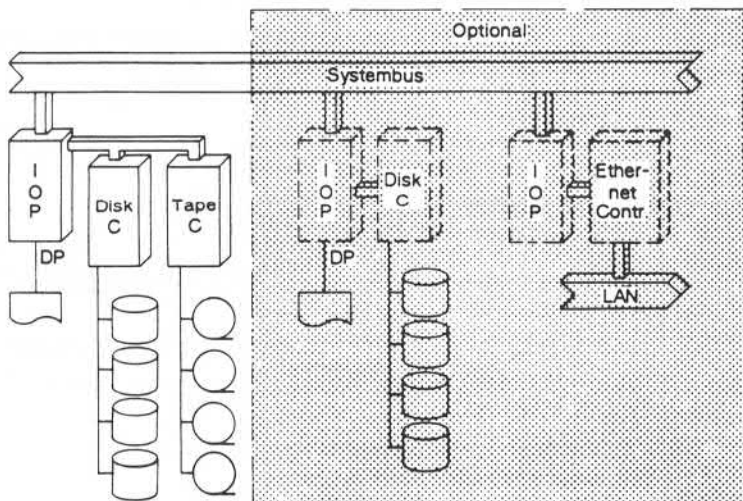 Optional
Systembus
I
O
P
Disk
C
Tape
C
DP
I
O
P
Disk
C
DP
I
O
P
Ether-
net
Contr.
LAN